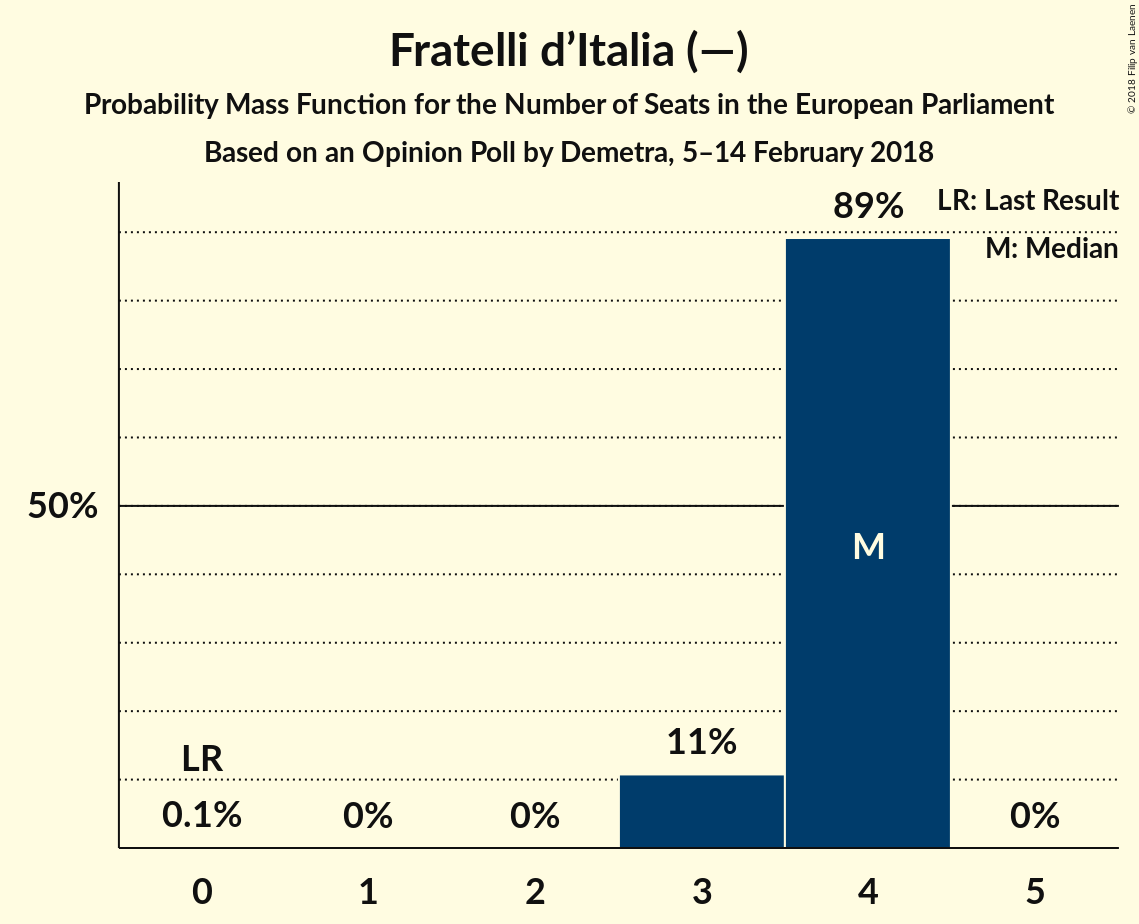 Fratelli d’Italia (—)
Probability Mass Function for the Number of Seats in the European Parliament
Based on an Opinion Poll by Demetra, 5–14 February 2018
© 2018 Filip van Laenen
89%
LR: Last Result
M: Median
50%
M
11%
LR
0.1%
0%
0%
0%
0
1
2
3
4
5